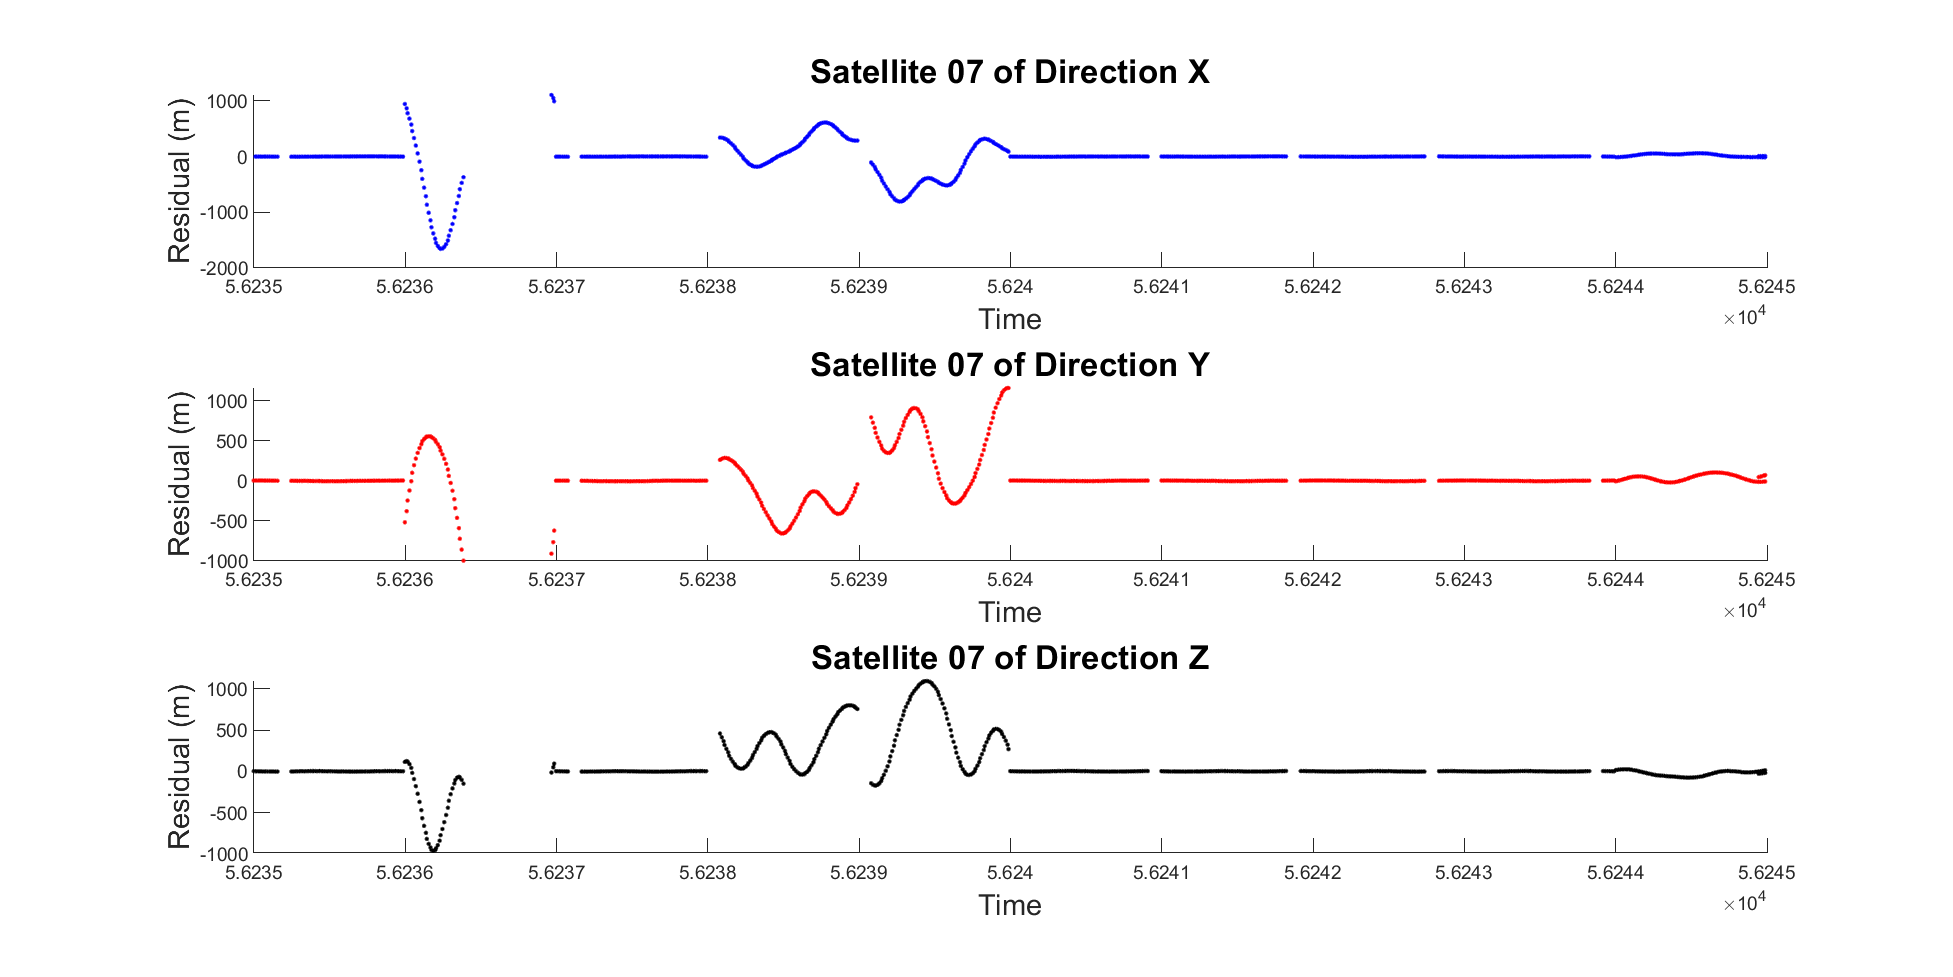 Satellite 07 of Direction X
Residual (m)
1000
0
-1000
-2000
5.6235 5.6236 5.6237 5.6238 5.6239 5.624 5.6241 5.6242 5.6243 5.6244 5.6245
Time
×10^4
Satellite 07 of Direction Y
Residual (m)
1000
500
0
-500
-1000
5.6235 5.6236 5.6237 5.6238 5.6239 5.624 5.6241 5.6242 5.6243 5.6244 5.6245
Time
×10^4
Satellite 07 of Direction Z
Residual (m)
1000
500
0
-500
-1000
5.6235 5.6236 5.6237 5.6238 5.6239 5.624 5.6241 5.6242 5.6243 5.6244 5.6245
Time
×10^4